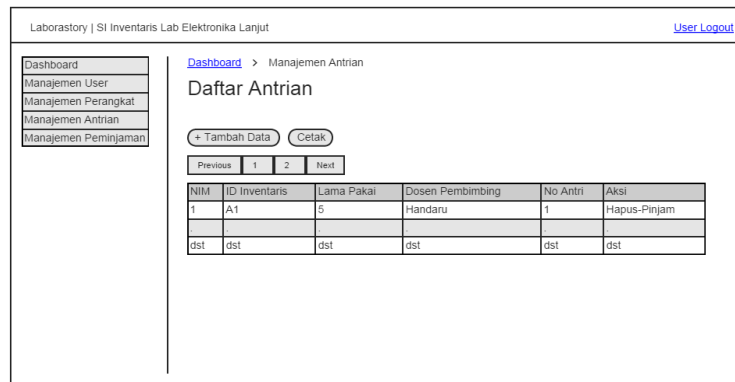 Laborastory | SI Inventaris Lab Elektronika Lanjut User Logout
Dashboard
Manajemen User
Manajemen Perangkat
Manajemen Antrian
Manajemen Peminjaman
Dashboard > Manajemen Antrian
Daftar Antrian
+ Tambah Data Cetak
Previous 1 2 Next
NIM ID Inventaris Lama Pakai Dosen Pembimbing No Antri Aksi
1 A1 5 Handaru 1 Hapus-Pinjam
. . . . . .
dst dst dst dst dst dst